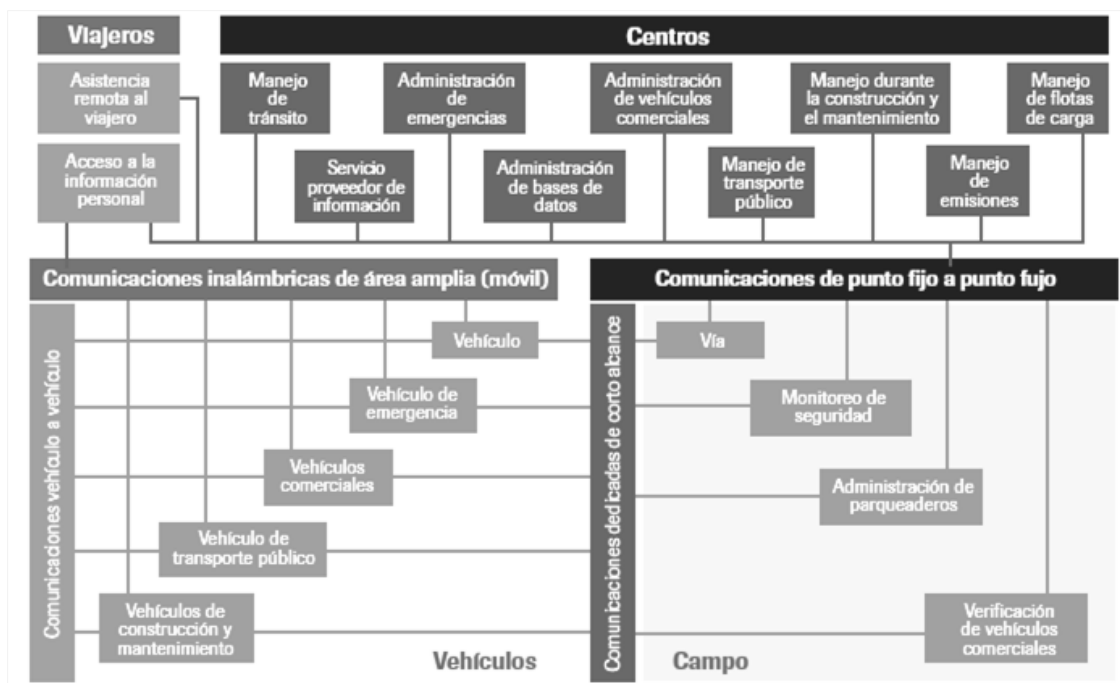 Viajeros
Centros
Asistencia
remota al
viajero
Manejo
de
tránsito
Administración
de
emergencias
Administración
de vehículos
comerciales
Manejo durante
la construcción y
el mantenimiento
Manejo
de flotas
de carga
Acceso a la
información
personal
Servicio
proveedor de
información
Administración
de bases de
datos
Manejo de
transporte
público
Manejo
de
emisiones
Comunicaciones inalámbricas de área amplia (móvil)
Comunicaciones de punto fijo a punto fujo
Comunicaciones vehículo a vehículo
Vehículo
Vehículo de
emergencia
Vehículos
comerciales
Vehículo de
transporte público
Vehículos de
construcción y
mantenimiento
Vehículos
Comunicaciones dedicadas de corto alcance
Vía
Monitoreo de
seguridad
Administración de
parqueaderos
Verificación
de vehículos
comerciales
Campo